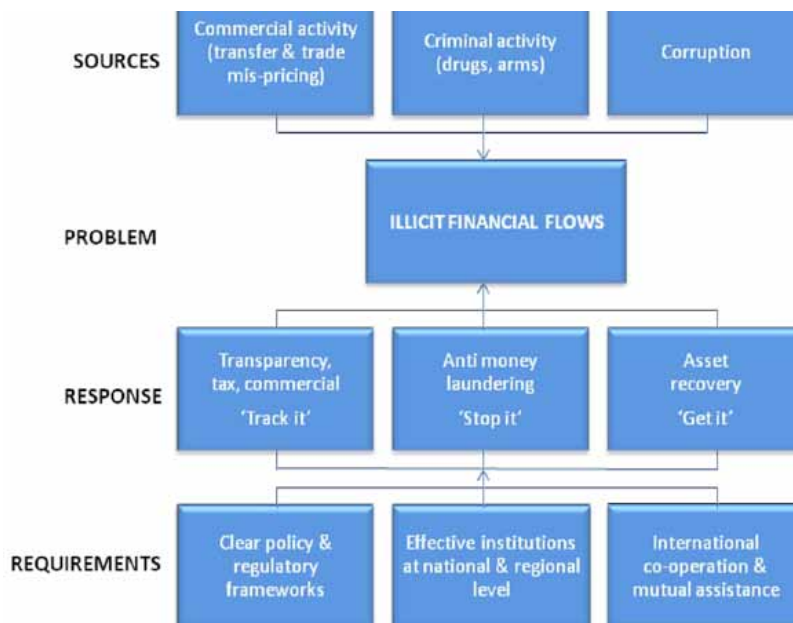 SOURCES
Commercial activity
(transfer & trade
mis-pricing)
Criminal activity
(drugs, arms)
Corruption
PROBLEM
ILLICIT FINANCIAL FLOWS
RESPONSE
Transparency,
tax, commercial
‘Track it’
Anti money
laundering
‘Stop it’
Asset
recovery
‘Get it’
REQUIREMENTS
Clear policy &
regulatory
frameworks
Effective institutions
at national & regional
level
International
co-operation &
mutual assistance